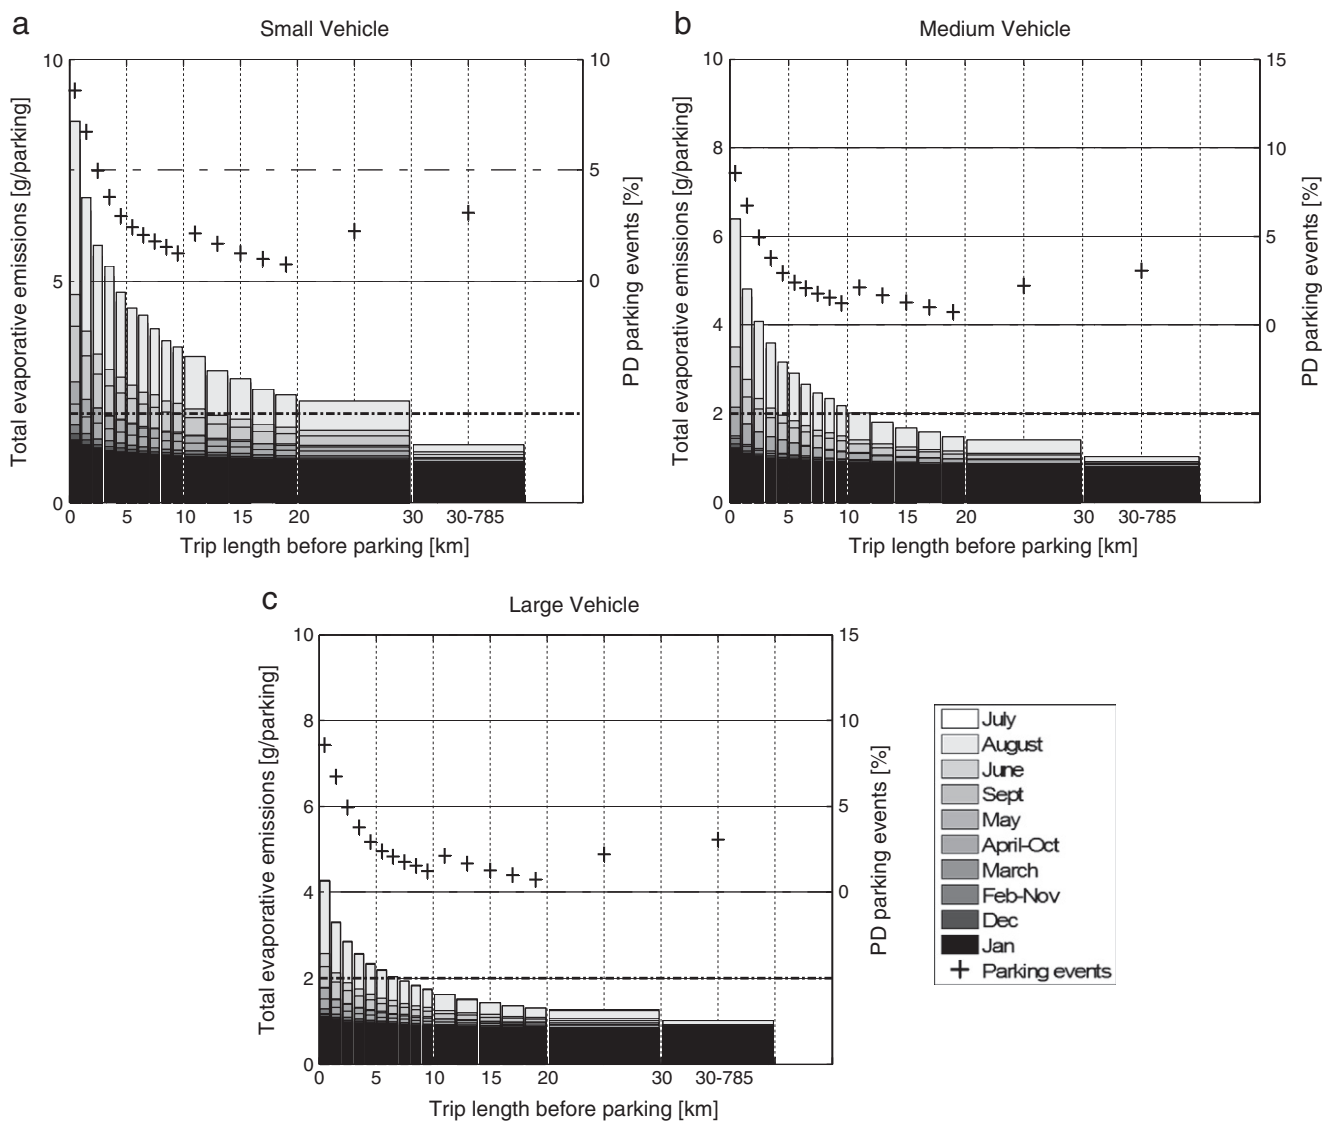 a
Small Vehicle
10
5
0
Total evaporative emissions [g/parking]
10
5
0
PD parking events [%]
0 5 10 15 20 30 30-785
Trip length before parking [km]
b
Medium Vehicle
10
8
6
4
2
0
Total evaporative emissions [g/parking]
15
10
5
0
PD parking events [%]
0 5 10 15 20 30 30-785
Trip length before parking [km]
c
Large Vehicle
10
8
6
4
2
0
Total evaporative emissions [g/parking]
15
10
5
0
PD parking events [%]
0 5 10 15 20 30 30-785
Trip length before parking [km]
July
August
June
Sept
May
April-Oct
March
Feb-Nov
Dec
Jan
Parking events